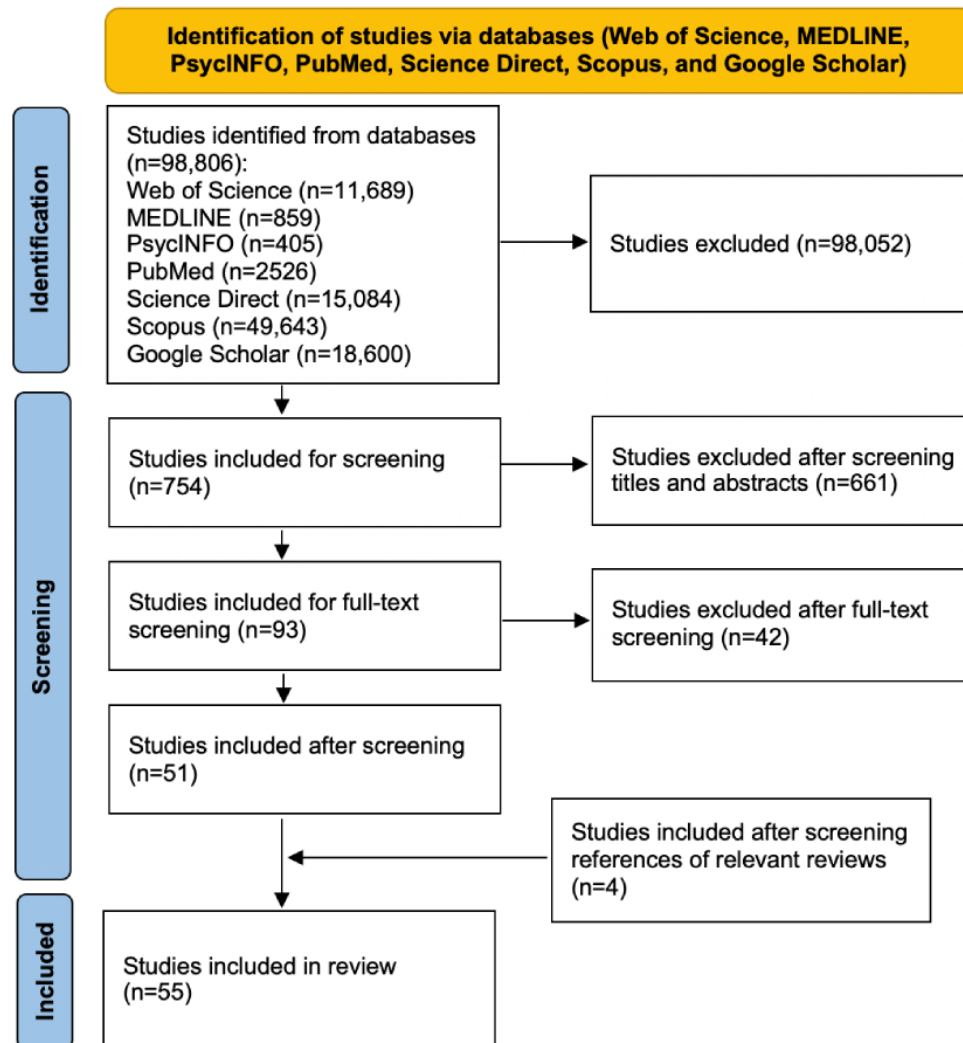 Identification of studies via databases (Web of Science, MEDLINE,
PsycINFO, PubMed, Science Direct, Scopus, and Google Scholar)
Identification
Studies identified from databases
(n=98,806):
Web of Science (n=11,689)
MEDLINE (n=859)
PsycINFO (n=405)
PubMed (n=2526)
Science Direct (n=15,084)
Scopus (n=49,643)
Google Scholar (n=18,600)
Studies excluded (n=98,052)
Screening
Studies included for screening
(n=754)
Studies excluded after screening
titles and abstracts (n=661)
Studies included for full-text
screening (n=93)
Studies excluded after full-text
screening (n=42)
Studies included after screening
(n=51)
Studies included after screening
references of relevant reviews
(n=4)
Included
Studies included in review
(n=55)